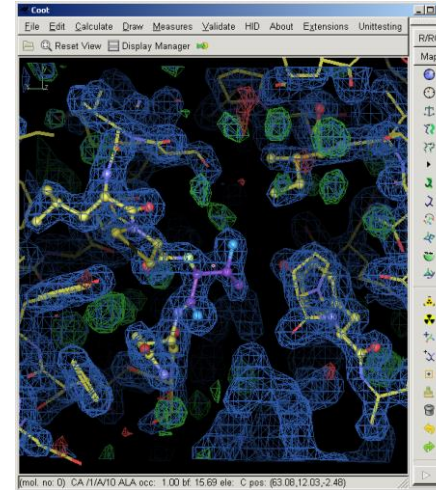 Coot
File Edit Calculate Draw Measures Validate HID About Extensions Unittesting
Reset View Display Manager
R/RC
Map
(mol. no: 0) CA /1/A/10 ALA occ: 1.00 bf: 15.69 ele: C pos: (63.08,12.03,-2.48)